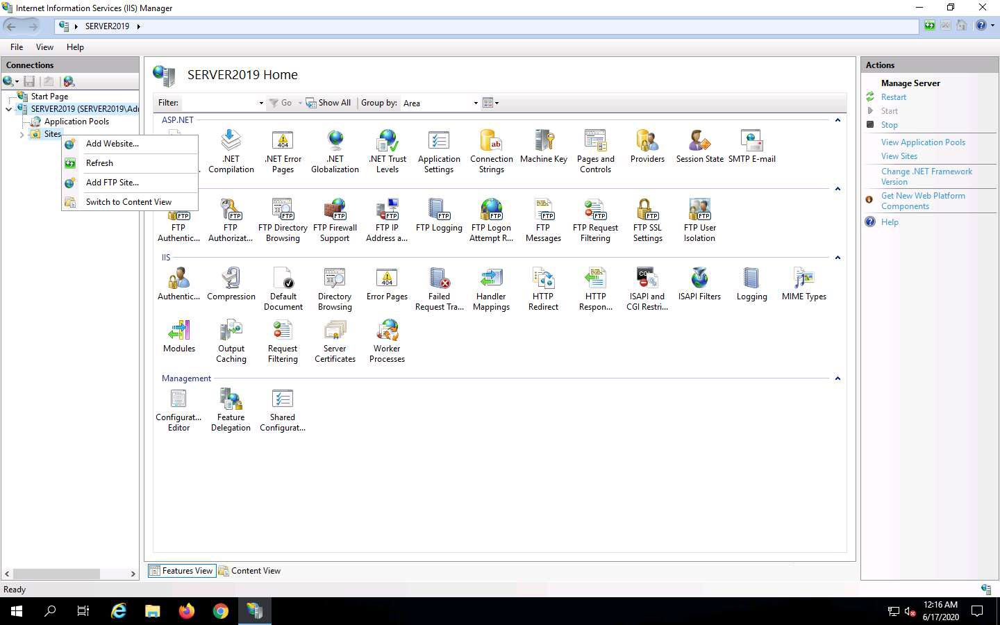 Internet Information Services (IIS) Manager
SERVER2019
File View Help
Connections
Start Page
SERVER2019 (SERVER2019\Adr
Application Pools
Sites
Add Website...
Refresh
Add FTP Site...
Switch to Content View
SERVER2019 Home
Filter: Go Show All Group by: Area
ASP.NET
.NET Compilation
.NET Error Pages
.NET Globalization
.NET Trust Levels
Application Settings
Connection Strings
Machine Key
Pages and Controls
Providers
Session State
SMTP E-mail
FTP Authentic...
FTP Authorizat...
FTP Directory Browsing
FTP Firewall Support
FTP IP Address a...
FTP Logging
FTP Logon Attempt R...
FTP Messages
FTP Request Filtering
FTP SSL Settings
FTP User Isolation
IIS
Authentic...
Compression
Default Document
Directory Browsing
Error Pages
Failed Request Tra...
Handler Mappings
HTTP Redirect
HTTP Respon...
ISAPI and CGI Restri...
ISAPI Filters
Logging
MIME Types
Modules
Output Caching
Request Filtering
Server Certificates
Worker Processes
Management
Configurat... Editor
Feature Delegation
Shared Configurat...
Features View
Content View
Actions
Manage Server
Restart
Start
Stop
View Application Pools
View Sites
Change .NET Framework
Version
Get New Web Platform
Components
Help
Ready
12:16 AM
6/17/2020